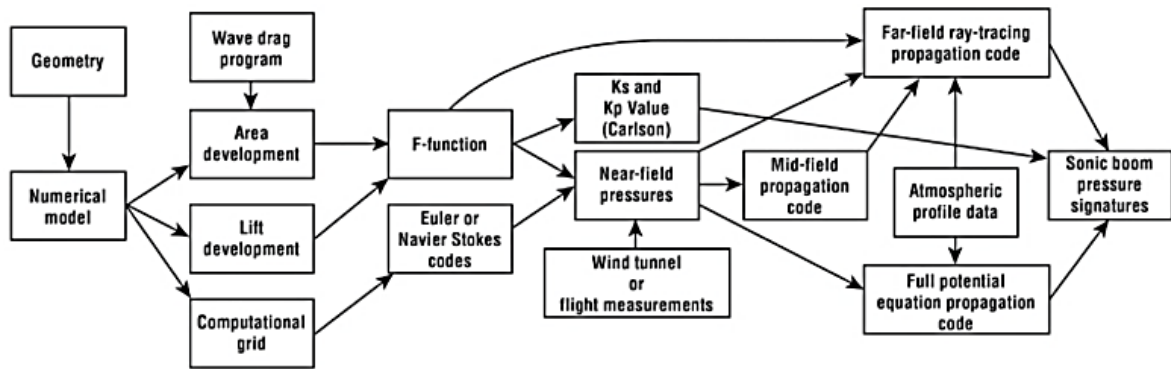 Geometry
Numerical
model
Wave drag
program
Area
development
Lift
development
Computational
grid
F-function
Euler or
Navier Stokes
codes
Ks and
Kp Value
(Carlson)
Near-field
pressures
Wind tunnel
or
flight measurements
Mid-field
propagation
code
Far-field ray-tracing
propagation code
Atmospheric
profile data
Full potential
equation propagation
code
Sonic boom
pressure
signatures